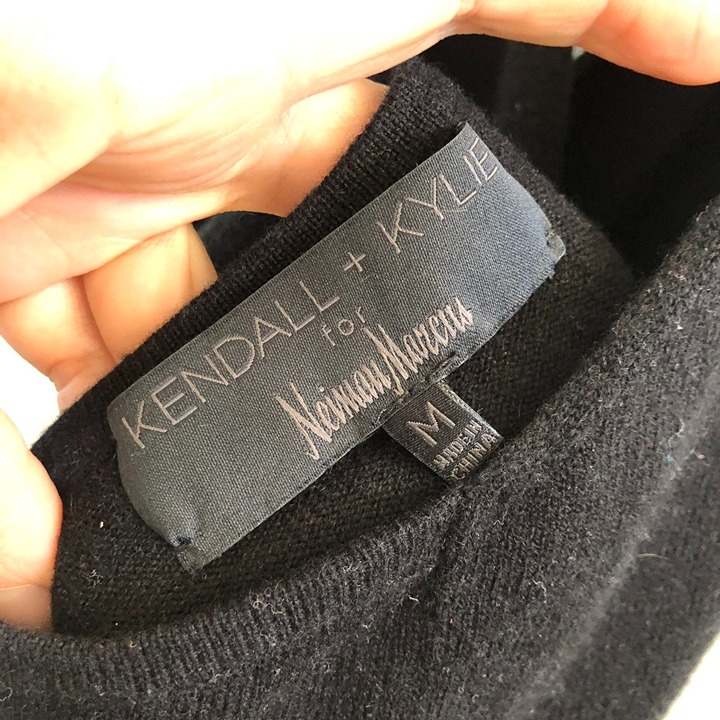 KENDALL + KYLIE
for
Neiman Marcus
M
MADE IN
CHINA